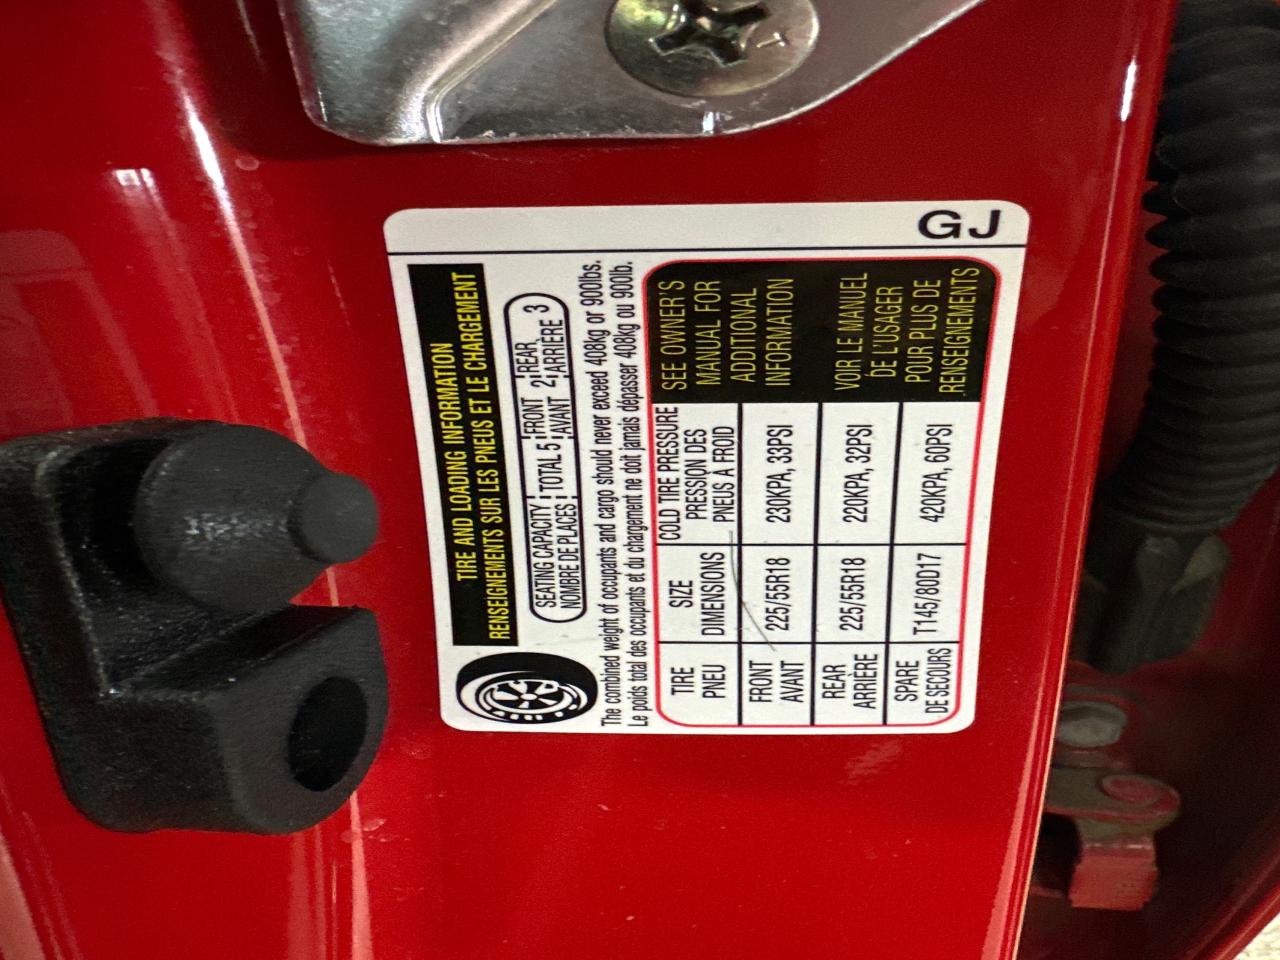 TIRE AND LOADING INFORMATION
RENSEIGNEMENTS SUR LES PNEUS ET LE CHARGEMENT
SEATING CAPACITY TOTAL 5 FRONT 2 REAR 3
NOMBRE DE PLACES AVANT ARRIÈRE
The combined weight of occupants and cargo should never exceed 408kg or 900lbs.
Le poids total des occupants et du chargement ne doit jamais dépasser 408kg ou 900lb.
TIRE SIZE COLD TIRE PRESSURE
PNEU DIMENSIONS PRESSION DES
PNEUS À FROID
FRONT 225/55R18 230KPA, 33PSI
AVANT
REAR 225/55R18 220KPA, 32PSI
ARRIÈRE
SPARE T145/80D17 420KPA, 60PSI
DE SECOURS
SEE OWNER'S
MANUAL FOR
ADDITIONAL
INFORMATION
VOIR LE MANUEL
DE L'USAGER
POUR PLUS DE
RENSEIGNEMENTS
GJ